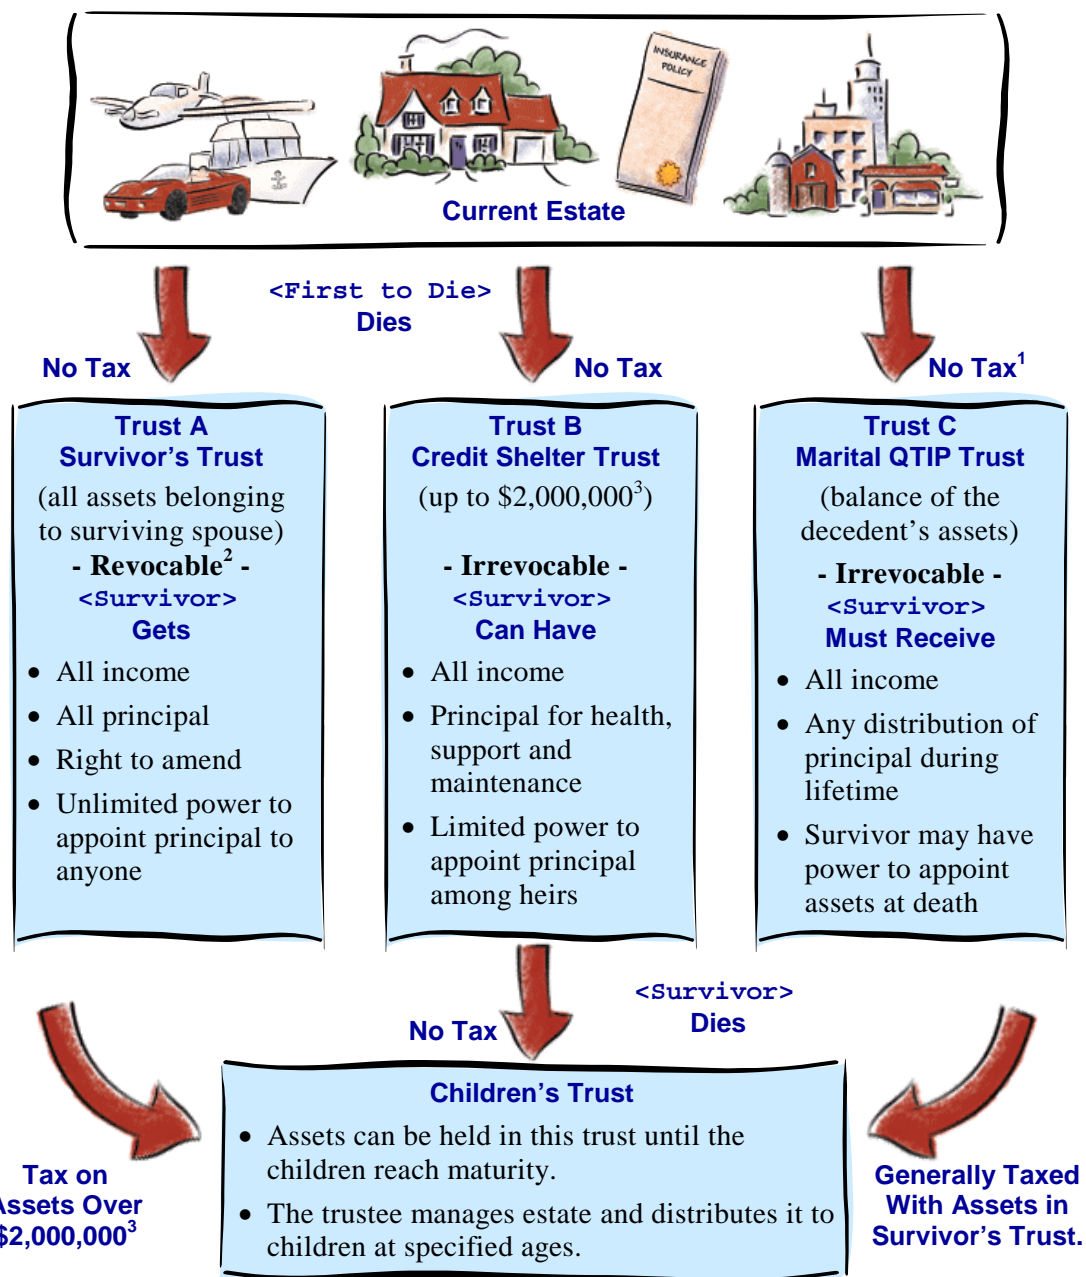 INSURANCE
POLICY
Current Estate
<First to Die>
Dies
No Tax
No Tax
No Tax¹
Trust A
Survivor’s Trust
(all assets belonging
to surviving spouse)
- Revocable² -
<Survivor>
Gets
• All income
• All principal
• Right to amend
• Unlimited power to
appoint principal to
anyone
Trust B
Credit Shelter Trust
(up to $2,000,000³)
- Irrevocable -
<Survivor>
Can Have
• All income
• Principal for health,
support and
maintenance
• Limited power to
appoint principal
among heirs
Trust C
Marital QTIP Trust
(balance of the
decedent’s assets)
- Irrevocable -
<Survivor>
Must Receive
• All income
• Any distribution of
principal during
lifetime
• Survivor may have
power to appoint
assets at death
<Survivor>
Dies
No Tax
Children’s Trust
• Assets can be held in this trust until the
children reach maturity.
• The trustee manages estate and distributes it to
children at specified ages.
Tax on
Assets Over
$2,000,000³
Generally Taxed
With Assets in
Survivor’s Trust.